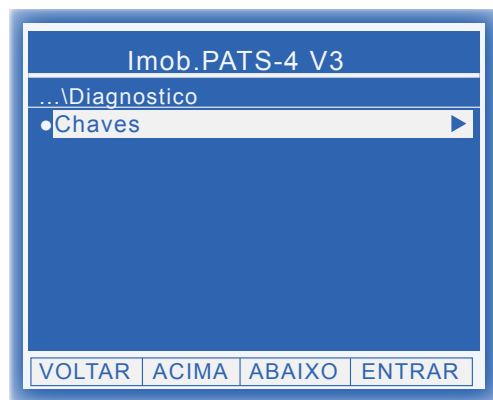 Imob.PATS-4 V3
...\Diagnostico
●Chaves ▶
VOLTAR ACIMA ABAIXO ENTRAR